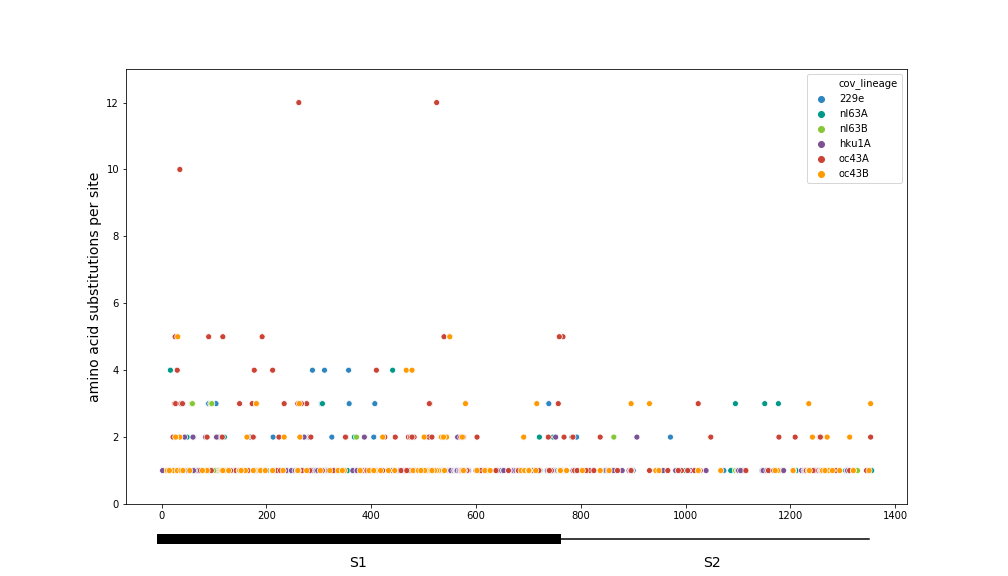 cov_lineage
229e
nl63A
nl63B
hku1A
oc43A
oc43B
amino acid substitutions per site
12
10
8
6
4
2
0
0 200 400 600 800 1000 1200 1400
S1 S2